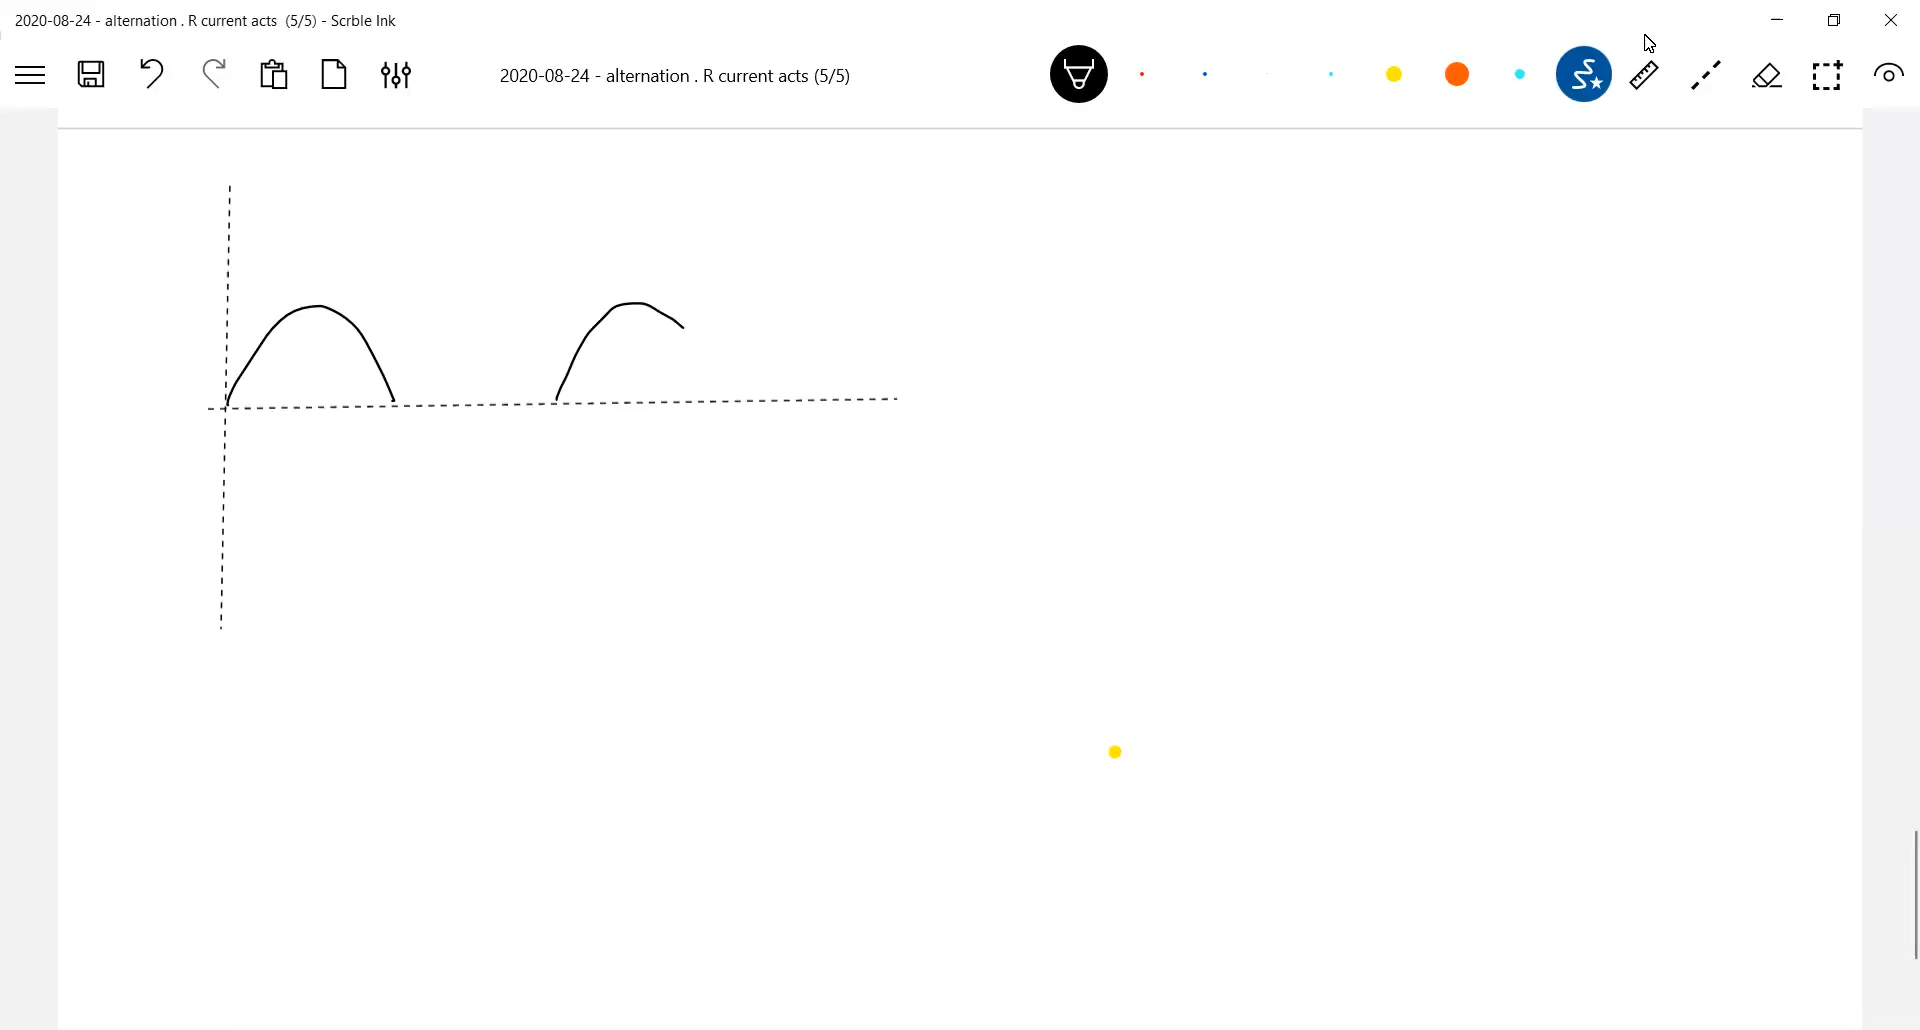 2020-08-24 - alternation . R current acts (5/5) - Scrble Ink
2020-08-24 - alternation . R current acts (5/5)